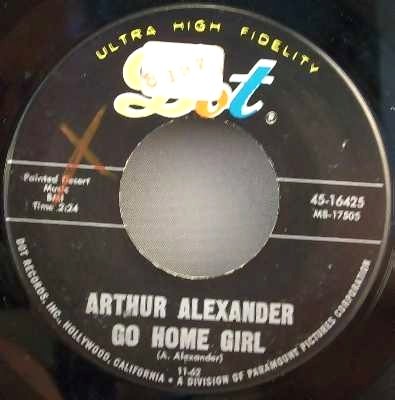 ULTRA HIGH FIDELITY
Dot®
Painted Desert
Music
BMI
Time 2:24
45-16425
MB-17505
ARTHUR ALEXANDER
GO HOME GIRL
(A. Alexander)
11-62
DOT RECORDS, INC., HOLLYWOOD, CALIFORNIA • A DIVISION OF PARAMOUNT PICTURES CORPORATION